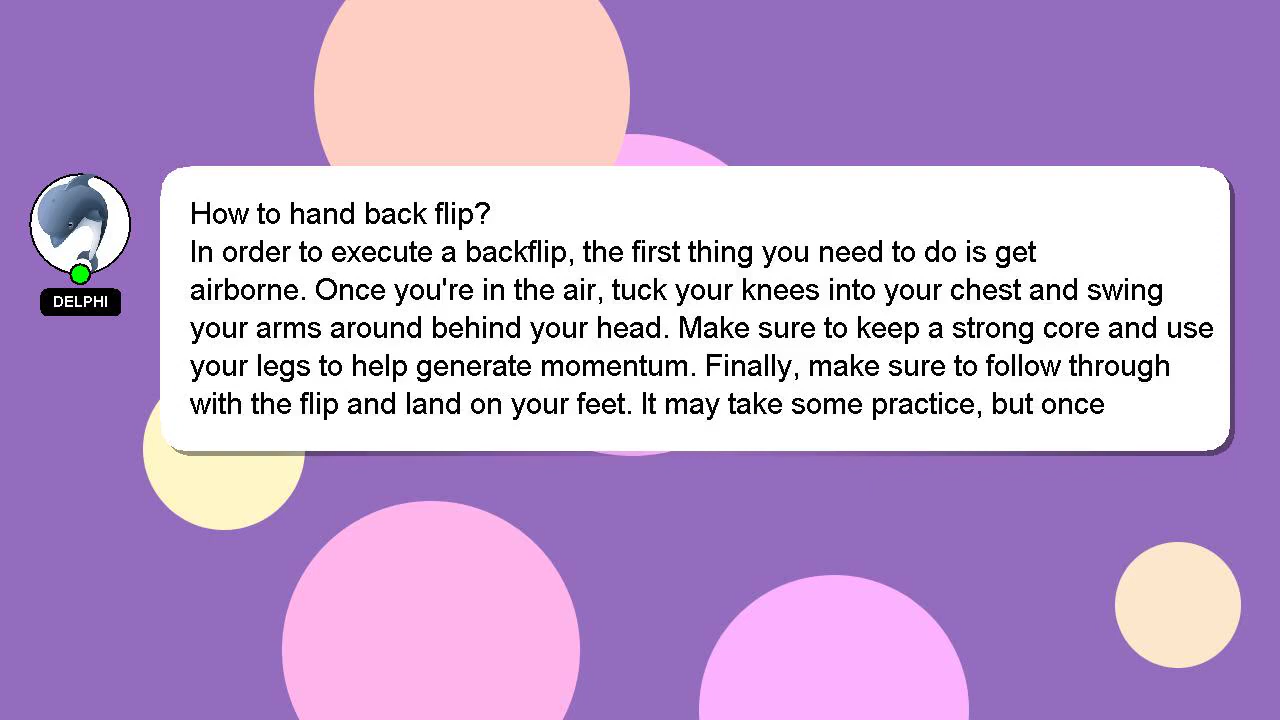 How to hand back flip?
In order to execute a backflip, the first thing you need to do is get
airborne. Once you're in the air, tuck your knees into your chest and swing
your arms around behind your head. Make sure to keep a strong core and use
your legs to help generate momentum. Finally, make sure to follow through
with the flip and land on your feet. It may take some practice, but once
DELPHI